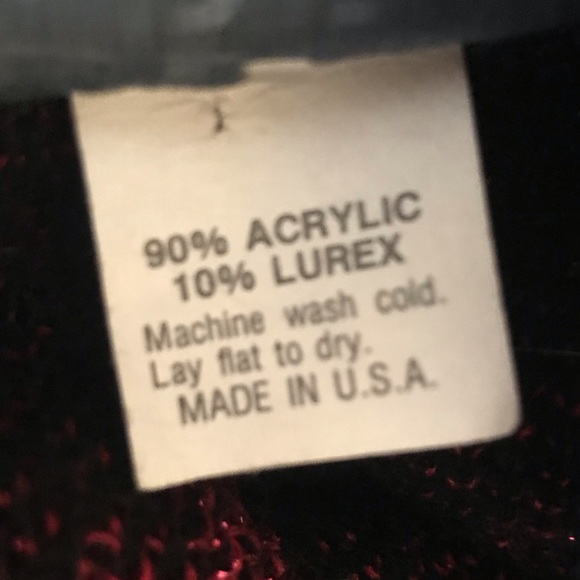 90% ACRYLIC
10% LUREX
Machine wash cold.
Lay flat to dry.
MADE IN U.S.A.